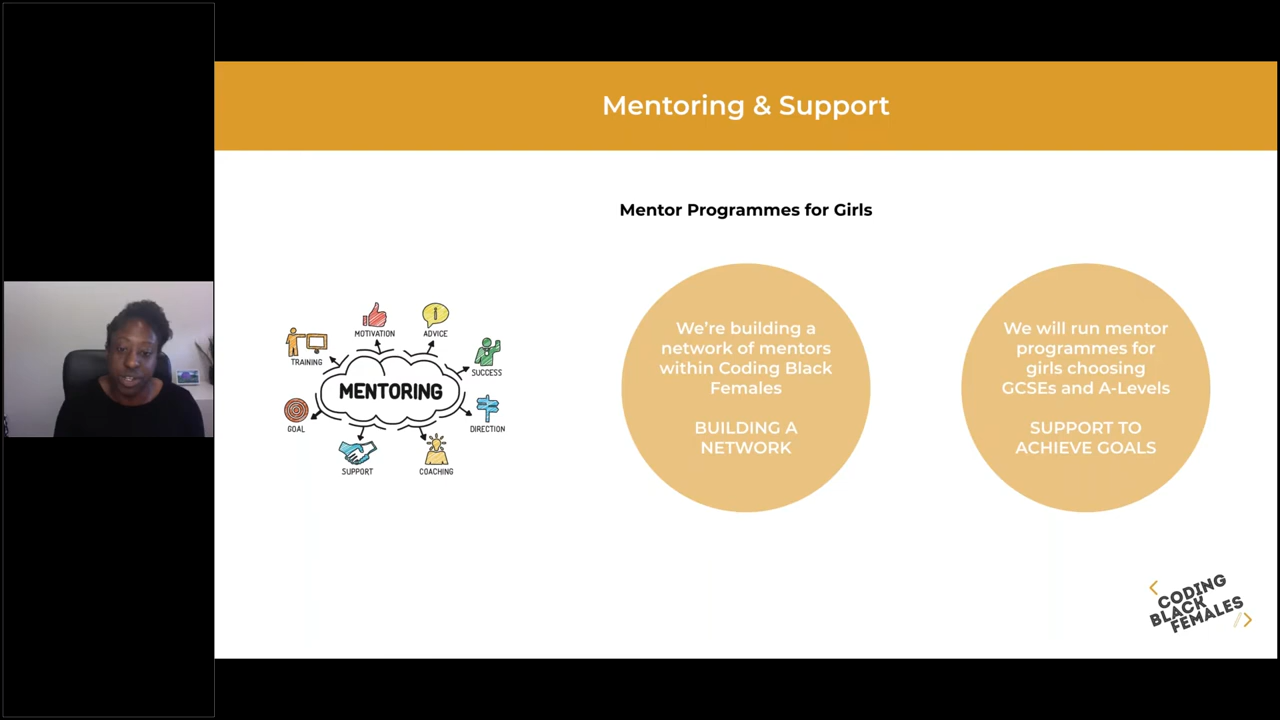 Mentoring & Support
Mentor Programmes for Girls
MOTIVATION
ADVICE
TRAINING
SUCCESS
MENTORING
GOAL
DIRECTION
SUPPORT
COACHING
We’re building a
network of mentors
within Coding Black
Females
BUILDING A
NETWORK
We will run mentor
programmes for
girls choosing
GCSEs and A-Levels
SUPPORT TO
ACHIEVE GOALS
< CODING
BLACK
FEMALES />